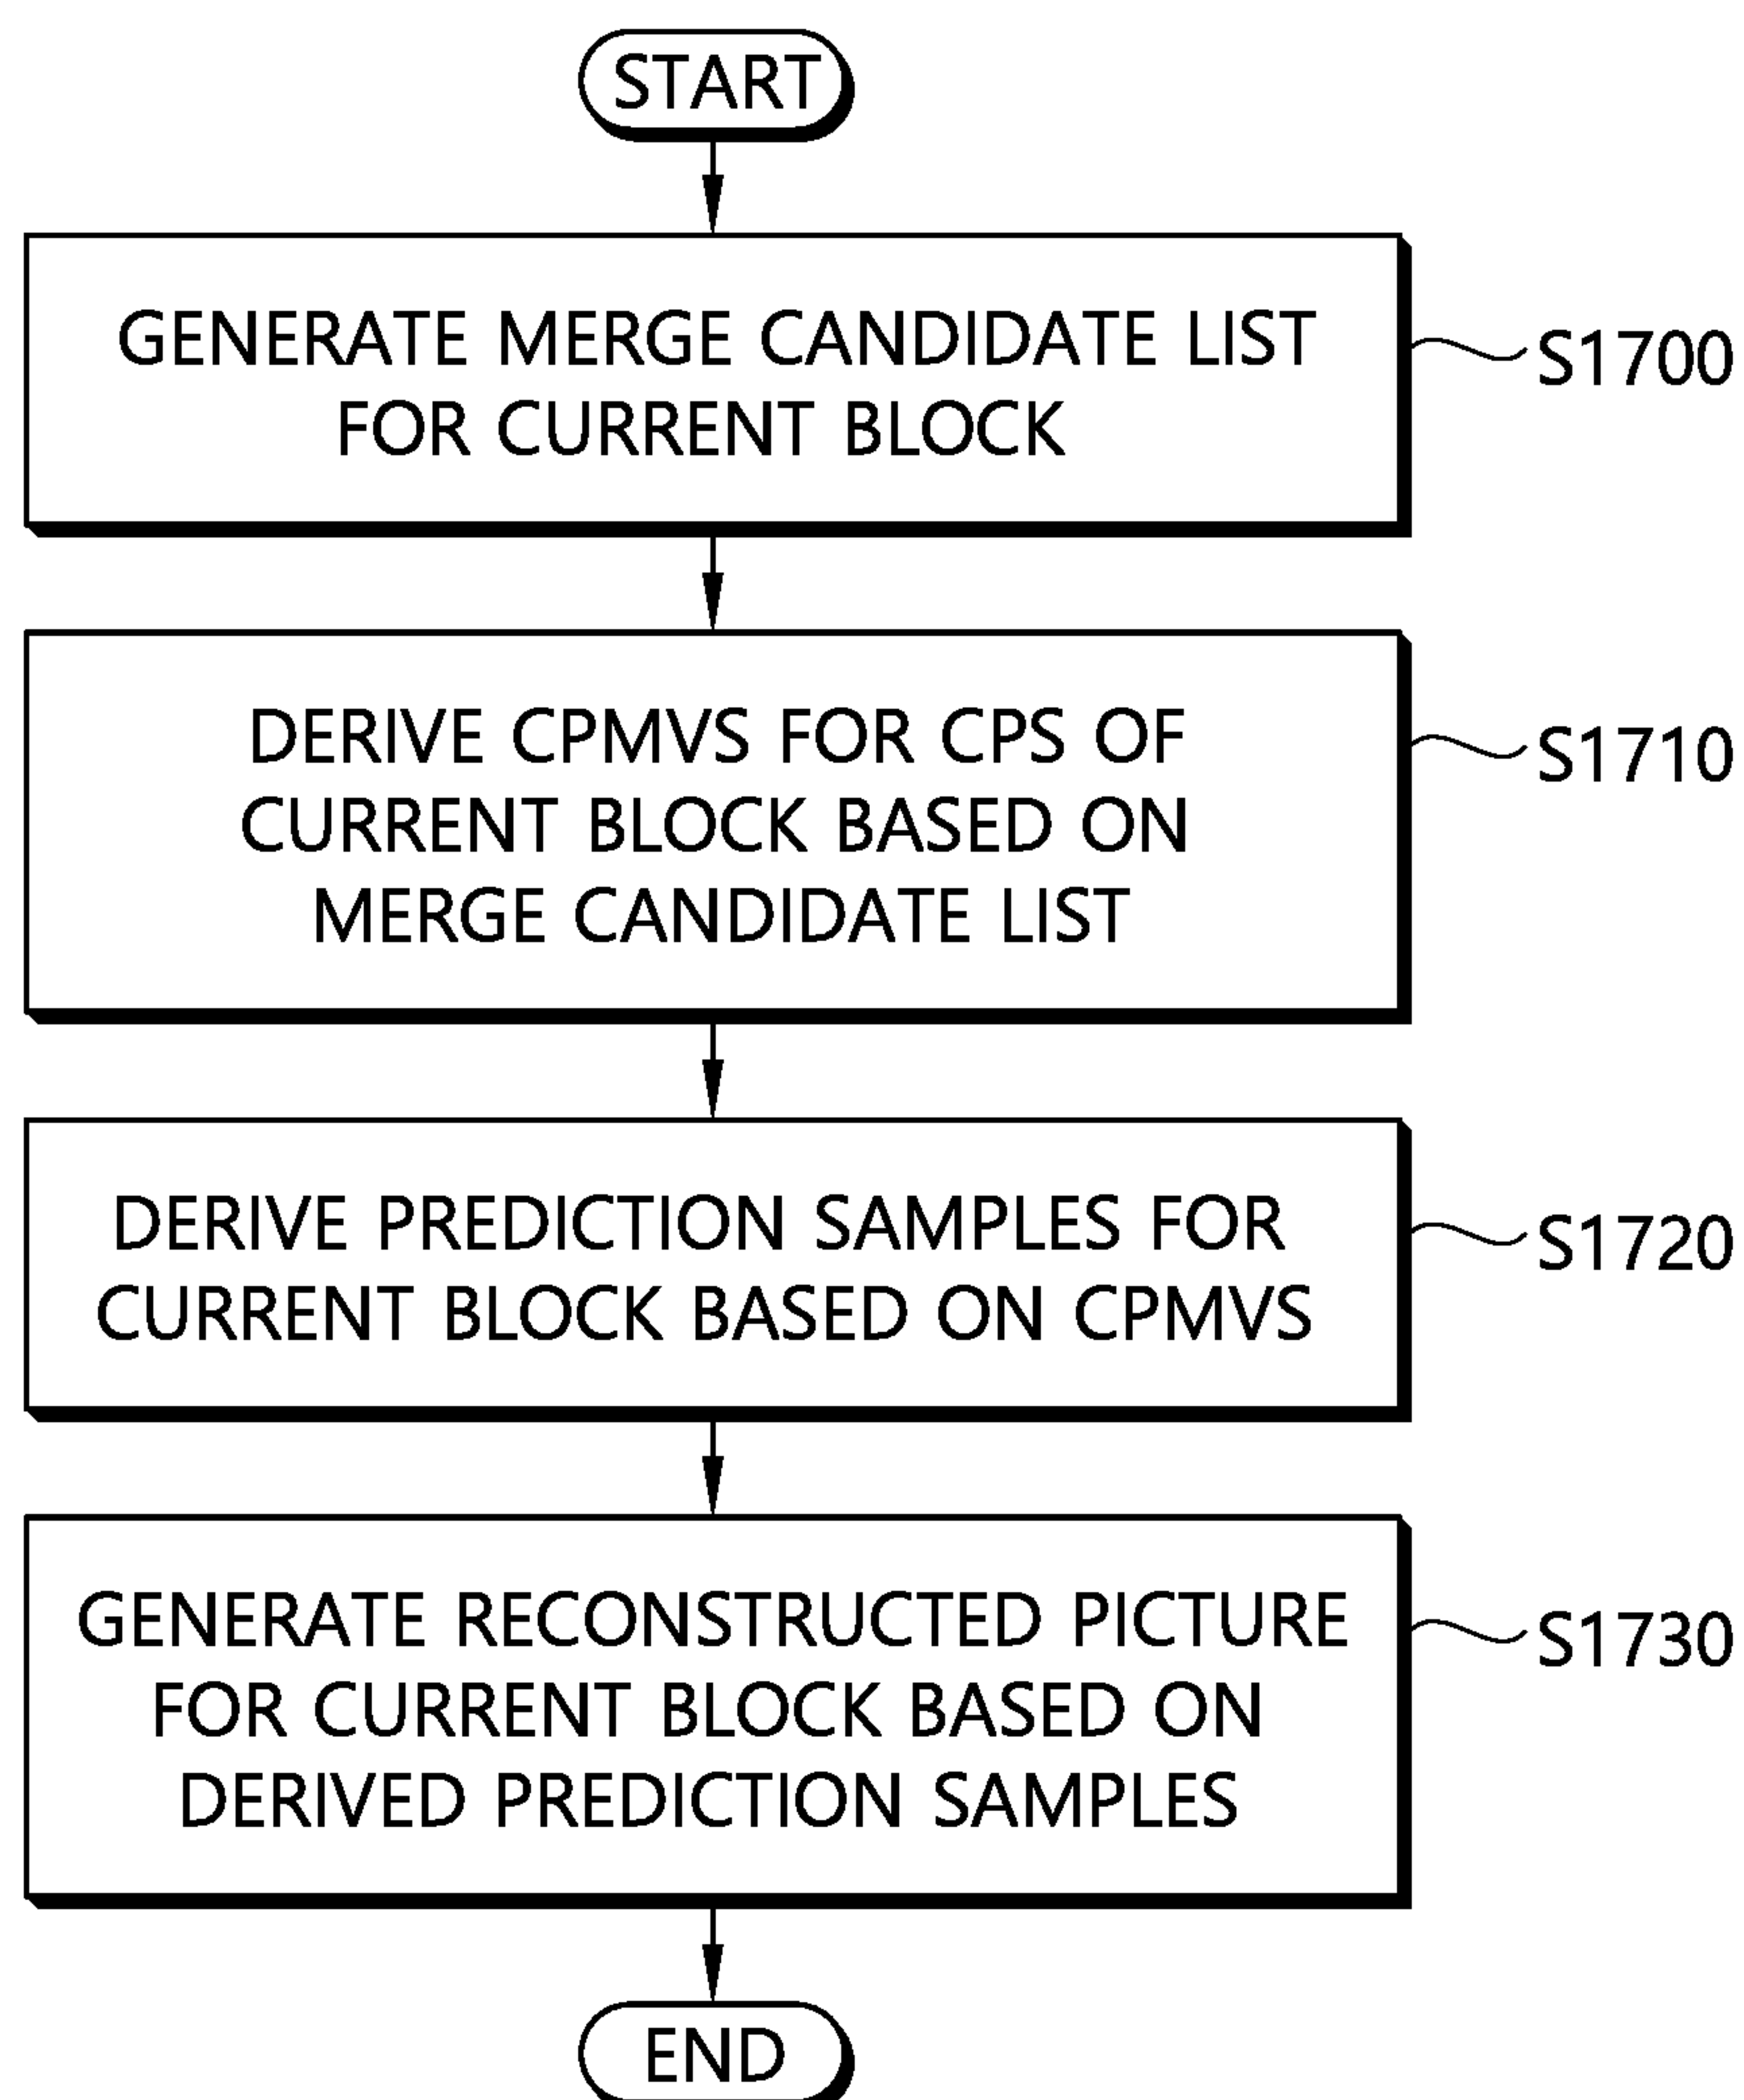 START
GENERATE MERGE CANDIDATE LIST
FOR CURRENT BLOCK
S1700
DERIVE CPMVS FOR CPS OF
CURRENT BLOCK BASED ON
MERGE CANDIDATE LIST
S1710
DERIVE PREDICTION SAMPLES FOR
CURRENT BLOCK BASED ON CPMVS
S1720
GENERATE RECONSTRUCTED PICTURE
FOR CURRENT BLOCK BASED ON
DERIVED PREDICTION SAMPLES
S1730
END